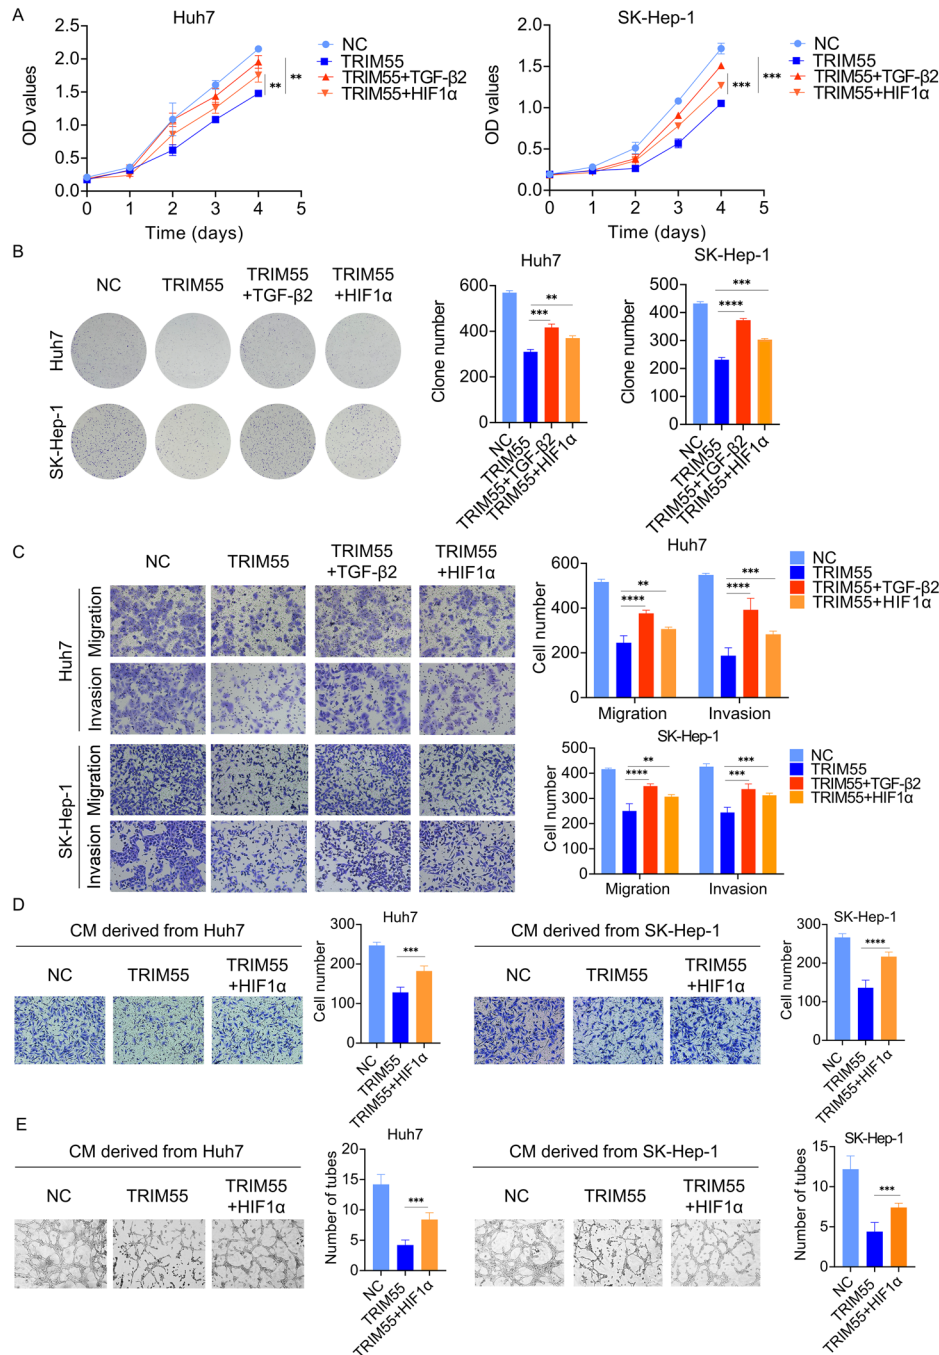 A
Huh7
2.5
2.0
1.5
1.0
0.5
0.0
0 1 2 3 4 5
OD values
Time (days)
NC
TRIM55
TRIM55+TGF-β2
TRIM55+HIF1α
**
**
SK-Hep-1
2.0
1.5
1.0
0.5
0.0
0 1 2 3 4 5
OD values
Time (days)
NC
TRIM55
TRIM55+TGF-β2
TRIM55+HIF1α
***
***
B
NC
TRIM55
TRIM55
+TGF-β2
TRIM55
+HIF1α
Huh7
SK-Hep-1
Huh7
600
400
200
0
Clone number
**
***
NC
TRIM55
TRIM55+TGF-β2
TRIM55+HIF1α
SK-Hep-1
500
400
300
200
100
0
Clone number
***
****
NC
TRIM55
TRIM55+TGF-β2
TRIM55+HIF1α
C
NC
TRIM55
TRIM55
+TGF-β2
TRIM55
+HIF1α
Huh7
Migration
Invasion
SK-Hep-1
Migration
Invasion
Huh7
600
400
200
0
Cell number
**
****
***
****
Migration
Invasion
NC
TRIM55
TRIM55+TGF-β2
TRIM55+HIF1α
SK-Hep-1
500
400
300
200
100
0
Cell number
**
****
***
***
Migration
Invasion
NC
TRIM55
TRIM55+TGF-β2
TRIM55+HIF1α
D
CM derived from Huh7
NC
TRIM55
TRIM55
+HIF1α
Huh7
300
200
100
0
Cell number
***
NC
TRIM55
TRIM55+HIF1α
CM derived from SK-Hep-1
NC
TRIM55
TRIM55
+HIF1α
SK-Hep-1
300
200
100
0
Cell number
****
NC
TRIM55
TRIM55+HIF1α
E
CM derived from Huh7
NC
TRIM55
TRIM55
+HIF1α
Huh7
20
15
10
5
0
Number of tubes
***
NC
TRIM55
TRIM55+HIF1α
CM derived from SK-Hep-1
NC
TRIM55
TRIM55
+HIF1α
SK-Hep-1
15
10
5
0
Number of tubes
***
NC
TRIM55
TRIM55+HIF1α